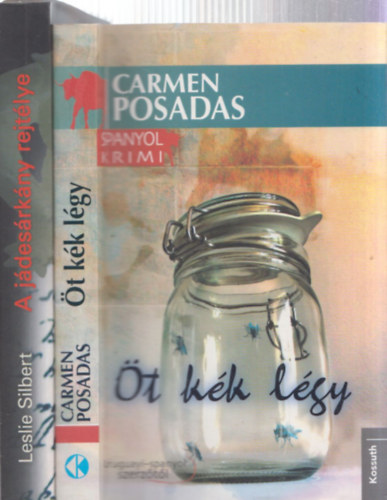 Leslie Silbert
A jádesárkány rejtélye
CARMEN
POSADAS
Öt kék légy
CARMEN
POSADAS
SPANYOL
KRIMI
Öt kék légy
Kossuth